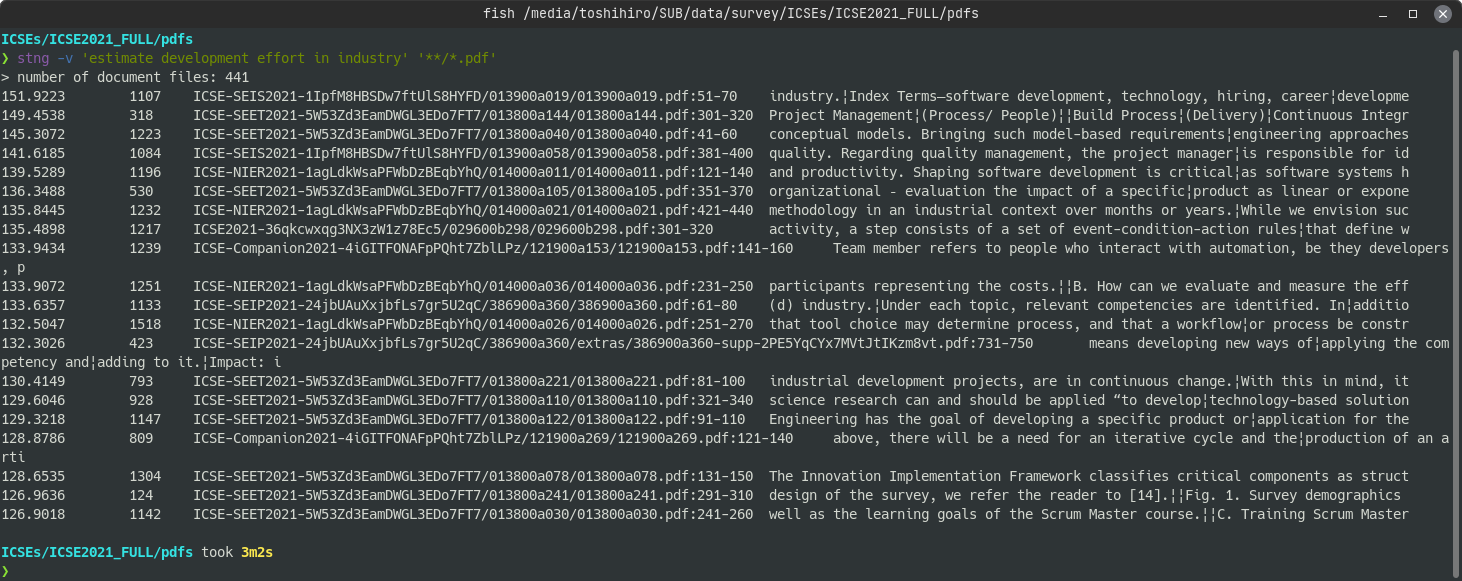 fish /media/toshihiro/SUB/data/survey/ICSEs/ICSE2021_FULL/pdfs
ICSEs/ICSE2021_FULL/pdfs
❯ stng -v 'estimate development effort in industry' '**/*.pdf'
> number of document files: 441
151.9223 1107 ICSE-SEIS2021-1IpfM8HBSDw7ftUlS8HYFD/013900a019/013900a019.pdf:51-70 industry.¦Index Terms—software development, technology, hiring, career¦developme
149.4538 318 ICSE-SEET2021-5W53Zd3EamDWGL3EDo7FT7/013800a144/013800a144.pdf:301-320 Project Management¦(Process/ People)¦¦Build Process¦(Delivery)¦Continuous Integr
145.3072 1223 ICSE-SEET2021-5W53Zd3EamDWGL3EDo7FT7/013800a040/013800a040.pdf:41-60 conceptual models. Bringing such model-based requirements¦engineering approaches
141.6185 1084 ICSE-SEIS2021-1IpfM8HBSDw7ftUlS8HYFD/013900a058/013900a058.pdf:381-400 quality. Regarding quality management, the project manager¦is responsible for id
139.5289 1196 ICSE-NIER2021-1agLdkWsaPFWbDzBEqbYhQ/014000a011/014000a011.pdf:121-140 and productivity. Shaping software development is critical¦as software systems h
136.3488 530 ICSE-SEET2021-5W53Zd3EamDWGL3EDo7FT7/013800a105/013800a105.pdf:351-370 organizational - evaluation the impact of a specific¦product as linear or expone
135.8445 1232 ICSE-NIER2021-1agLdkWsaPFWbDzBEqbYhQ/014000a021/014000a021.pdf:421-440 methodology in an industrial context over months or years.¦While we envision suc
135.4898 1217 ICSE2021-36qkcwxqg3NX3zW1z78Ec5/029600b298/029600b298.pdf:301-320 activity, a step consists of a set of event-condition-action rules¦that define w
133.9434 1239 ICSE-Companion2021-4iGITFONAFpPQht7ZblLPz/121900a153/121900a153.pdf:141-160 Team member refers to people who interact with automation, be they developers
, p
133.9072 1251 ICSE-NIER2021-1agLdkWsaPFWbDzBEqbYhQ/014000a036/014000a036.pdf:231-250 participants representing the costs.¦¦B. How can we evaluate and measure the eff
133.6357 1133 ICSE-SEIP2021-24jbUAuXxjbfLs7gr5U2qC/386900a360/386900a360.pdf:61-80 (d) industry.¦Under each topic, relevant competencies are identified. In¦additio
132.5047 1518 ICSE-NIER2021-1agLdkWsaPFWbDzBEqbYhQ/014000a026/014000a026.pdf:251-270 that tool choice may determine process, and that a workflow¦or process be constr
132.3026 423 ICSE-SEIP2021-24jbUAuXxjbfLs7gr5U2qC/386900a360/extras/386900a360-supp-2PE5YqCYx7MVtJtIKzm8vt.pdf:731-750 means developing new ways of¦applying the com
petency and¦adding to it.¦Impact: i
130.4149 793 ICSE-SEET2021-5W53Zd3EamDWGL3EDo7FT7/013800a221/013800a221.pdf:81-100 industrial development projects, are in continuous change.¦With this in mind, it
129.6046 928 ICSE-SEET2021-5W53Zd3EamDWGL3EDo7FT7/013800a110/013800a110.pdf:321-340 science research can and should be applied “to develop¦technology-based solution
129.3218 1147 ICSE-SEET2021-5W53Zd3EamDWGL3EDo7FT7/013800a122/013800a122.pdf:91-110 Engineering has the goal of developing a specific product or¦application for the
128.8786 809 ICSE-Companion2021-4iGITFONAFpPQht7ZblLPz/121900a269/121900a269.pdf:121-140 above, there will be a need for an iterative cycle and the¦production of an a
rti
128.6535 1304 ICSE-SEET2021-5W53Zd3EamDWGL3EDo7FT7/013800a078/013800a078.pdf:131-150 The Innovation Implementation Framework classifies critical components as struct
126.9636 124 ICSE-SEET2021-5W53Zd3EamDWGL3EDo7FT7/013800a241/013800a241.pdf:291-310 design of the survey, we refer the reader to [14].¦¦Fig. 1. Survey demographics
126.9018 1142 ICSE-SEET2021-5W53Zd3EamDWGL3EDo7FT7/013800a030/013800a030.pdf:241-260 well as the learning goals of the Scrum Master course.¦¦C. Training Scrum Master
ICSEs/ICSE2021_FULL/pdfs took 3m2s
❯